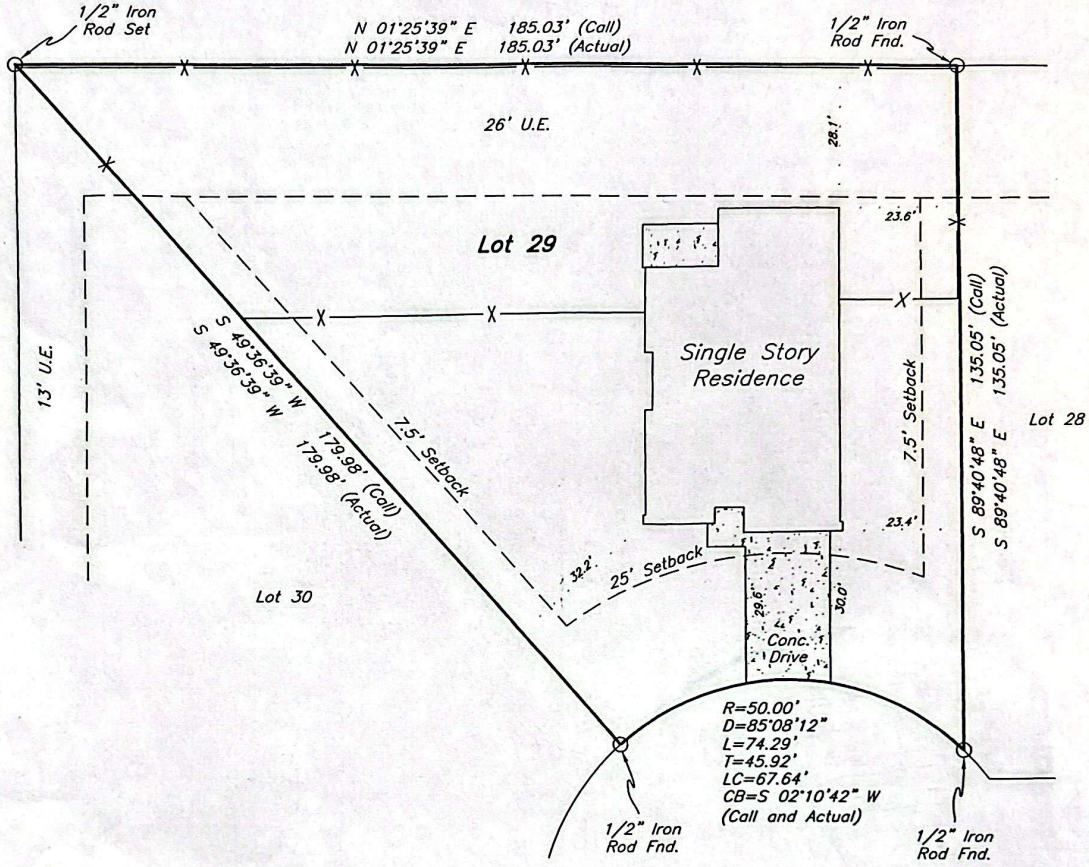 1/2" Iron
Rod Set
N 01°25'39" E 185.03' (Call)
N 01°25'39" E 185.03' (Actual)
1/2" Iron
Rod Fnd.
26' U.E.
28.1'
23.6'
Lot 29
13' U.E.
S 49°36'39" W 179.98' (Call)
S 49°36'39" W 179.98' (Actual)
7.5' Setback
Single Story
Residence
7.5' Setback
S 89°40'48" E 135.05' (Call)
S 89°40'48" E 135.05' (Actual)
Lot 28
23.4'
32.2'
25' Setback
Lot 30
29.6'
30.0'
Conc.
Drive
R=50.00'
D=85°08'12"
L=74.29'
T=45.92'
LC=67.64'
CB=S 02°10'42" W
(Call and Actual)
1/2" Iron
Rod Fnd.
1/2" Iron
Rod Fnd.